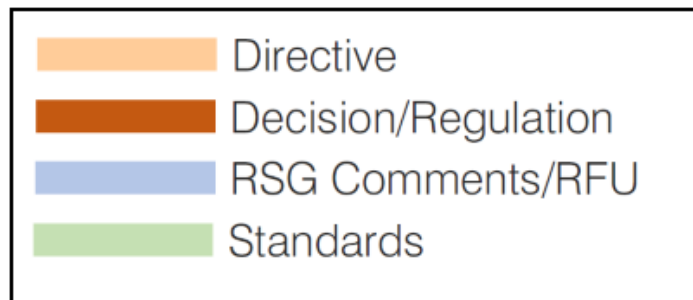 Directive
Decision/Regulation
RSG Comments/RFU
Standards